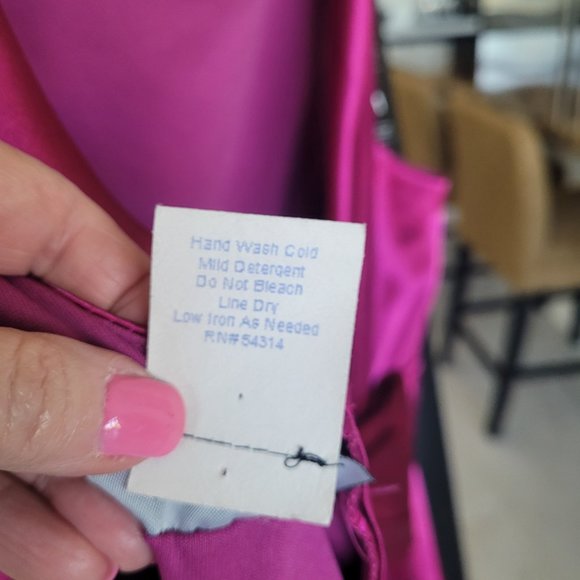 Hand Wash Cold
Mild Detergent
Do Not Bleach
Line Dry
Low Iron As Needed
RN#54314